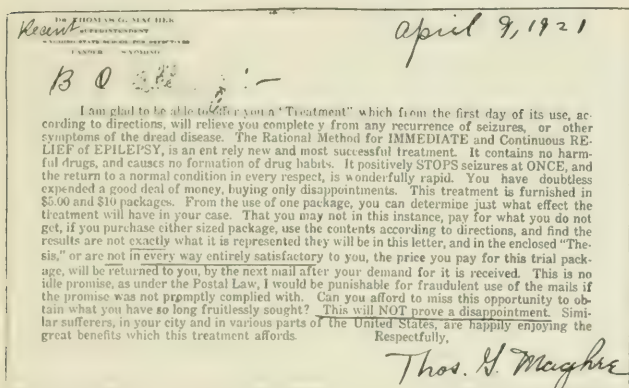 Dr THOMAS G. MAGHEE
Recent SUPERINTENDENT
WYOMING STATE SCHOOL FOR DEFECTIVES
LANDER WYOMING
April 9, 1921
B O :-
I am glad to be able to offer you a "Treatment" which from the first day of its use, ac-
cording to directions, will relieve you complete y from any recurrence of seizures, or other
symptoms of the dread disease. The Rational Method for IMMEDIATE and Continuous RE-
LIEF of EPILEPSY, is an ent rely new and most successful treatment. It contains no harm-
ful drugs, and causes no formation of drug habits. It positively STOPS seizures at ONCE, and
the return to a normal condition in every respect, is wonderfully rapid. You have doubtless
expended a good deal of money, buying only disappointments. This treatment is furnished in
$5.00 and $10 packages. From the use of one package, you can determine just what effect the
treatment will have in your case. That you may not in this instance, pay for what you do not
get, if you purchase either sized package, use the contents according to directions, and find the
results are not exactly what it is represented they will be in this letter, and in the enclosed "The-
sis," or are not in every way entirely satisfactory to you, the price you pay for this trial pack-
age, will be returned to you, by the next mail after your demand for it is received. This is no
idle promise, as under the Postal Law, I would be punishable for fraudulent use of the mails if
the promise was not promptly complied with. Can you afford to miss this opportunity to ob-
tain what you have so long fruitlessly sought? This will NOT prove a disappointment. Simi-
lar sufferers, in your city and in various parts of the United States, are happily enjoying the
great benefits which this treatment affords. Respectfully,
Thos. G. Maghee